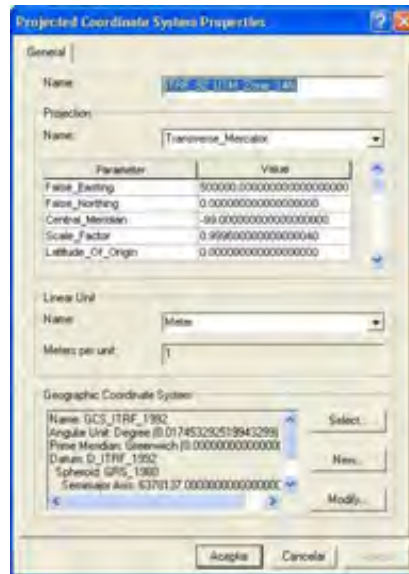 Projected Coordinate System Properties
General
Name: ITRF_92_UTM_Zone_14N
Projection
Name: Transverse_Mercator
Parameter Value
False_Easting 500000.000000000000000000
False_Northing 0.000000000000000000
Central_Meridian -99.000000000000000000
Scale_Factor 0.999600000000000040
Latitude_Of_Origin 0.000000000000000000
Linear Unit
Name: Meter
Meters per unit: 1
Geographic Coordinate System
Name: GCS_ITRF_1992
Angular Unit: Degree (0.017453292519943299)
Prime Meridian: Greenwich (0.000000000000000
Datum: D_ITRF_1992
Spheroid: GRS_1980
Semimajor Axis: 6378137.000000000000000
Select...
New...
Modify...
Aceptar
Cancelar